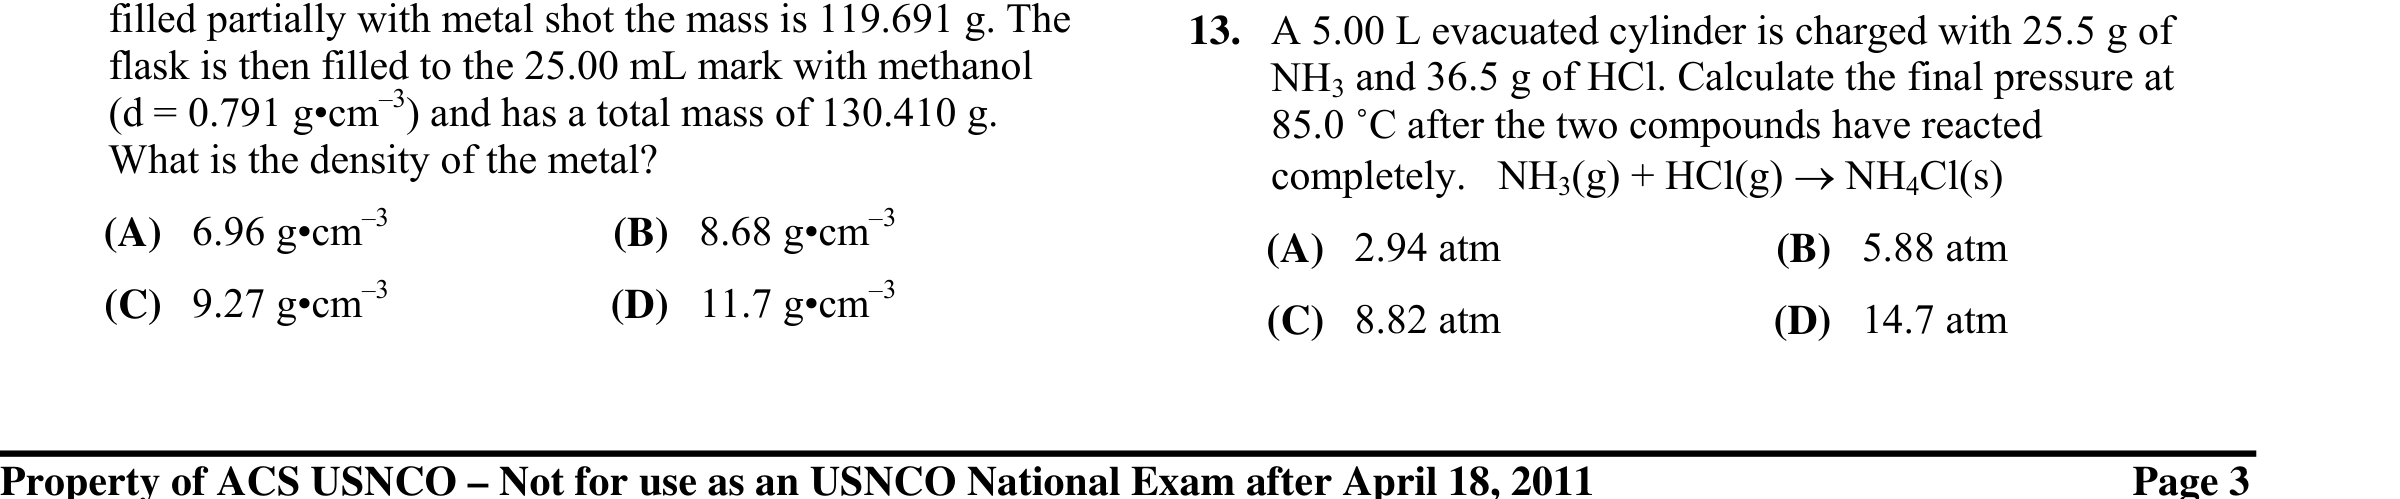 filled partially with metal shot the mass is 119.691 g. The
flask is then filled to the 25.00 mL mark with methanol
(d = 0.791 g•cm⁻³) and has a total mass of 130.410 g.
What is the density of the metal?
(A) 6.96 g•cm⁻³ (B) 8.68 g•cm⁻³
(C) 9.27 g•cm⁻³ (D) 11.7 g•cm⁻³
13. A 5.00 L evacuated cylinder is charged with 25.5 g of
NH₃ and 36.5 g of HCl. Calculate the final pressure at
85.0 ˚C after the two compounds have reacted
completely. NH₃(g) + HCl(g) → NH₄Cl(s)
(A) 2.94 atm (B) 5.88 atm
(C) 8.82 atm (D) 14.7 atm
Property of ACS USNCO – Not for use as an USNCO National Exam after April 18, 2011 Page 3